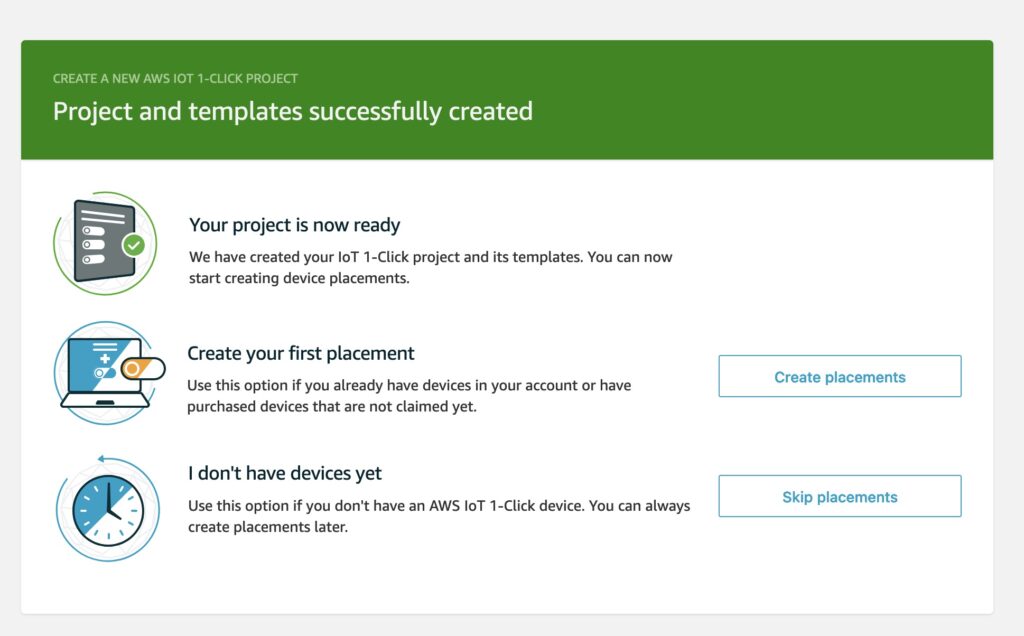 CREATE A NEW AWS IOT 1-CLICK PROJECT
Project and templates successfully created
Your project is now ready
We have created your IoT 1-Click project and its templates. You can now
start creating device placements.
Create your first placement
Use this option if you already have devices in your account or have
purchased devices that are not claimed yet.
Create placements
I don't have devices yet
Use this option if you don't have an AWS IoT 1-Click device. You can always
create placements later.
Skip placements